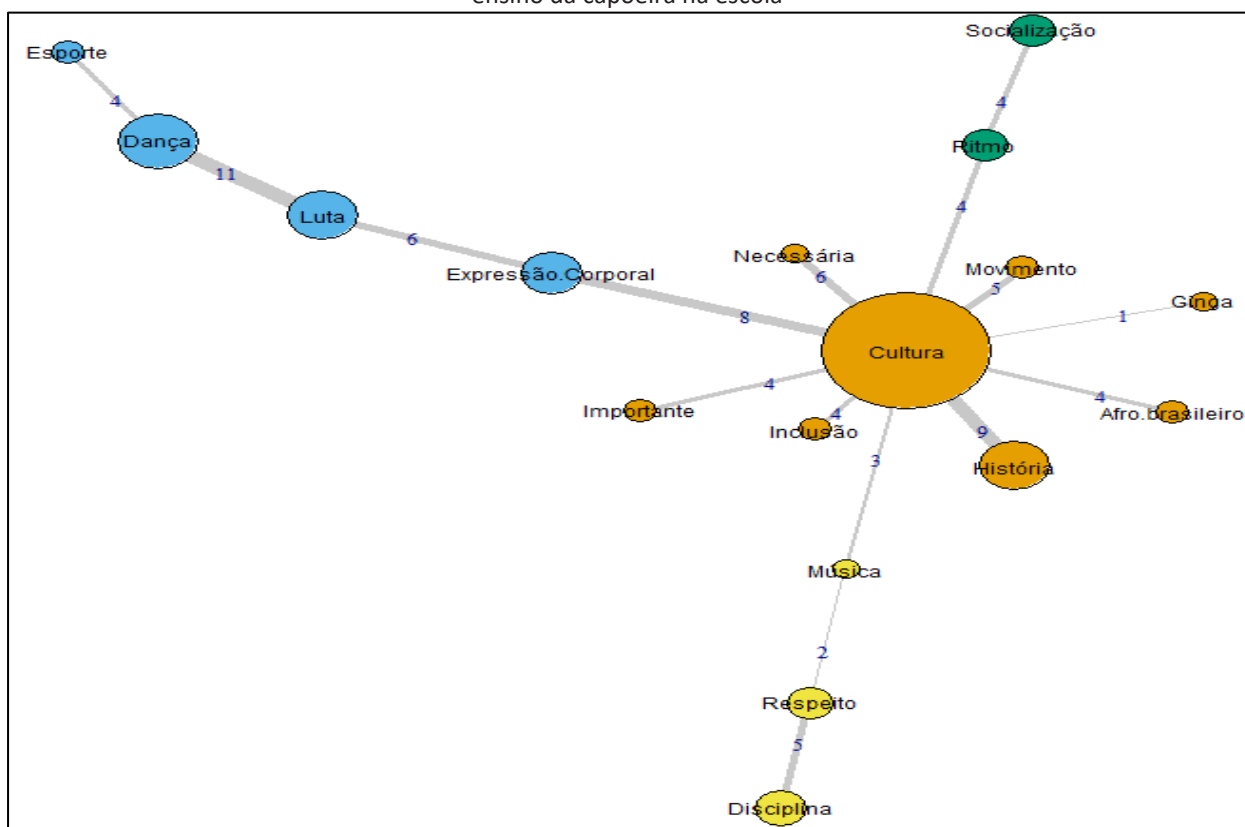 ensino da capoeira na escola
Socialização
Esporte
4
4
Dança
Ritmo
11
4
Luta
6
Necessária
Movimento
Expressão.Corporal
6
5
Ginga
8
1
Cultura
4
4
Importante
4
Afro.brasileiro
Inclusão
9
3
História
Música
2
Respeito
5
Disciplina